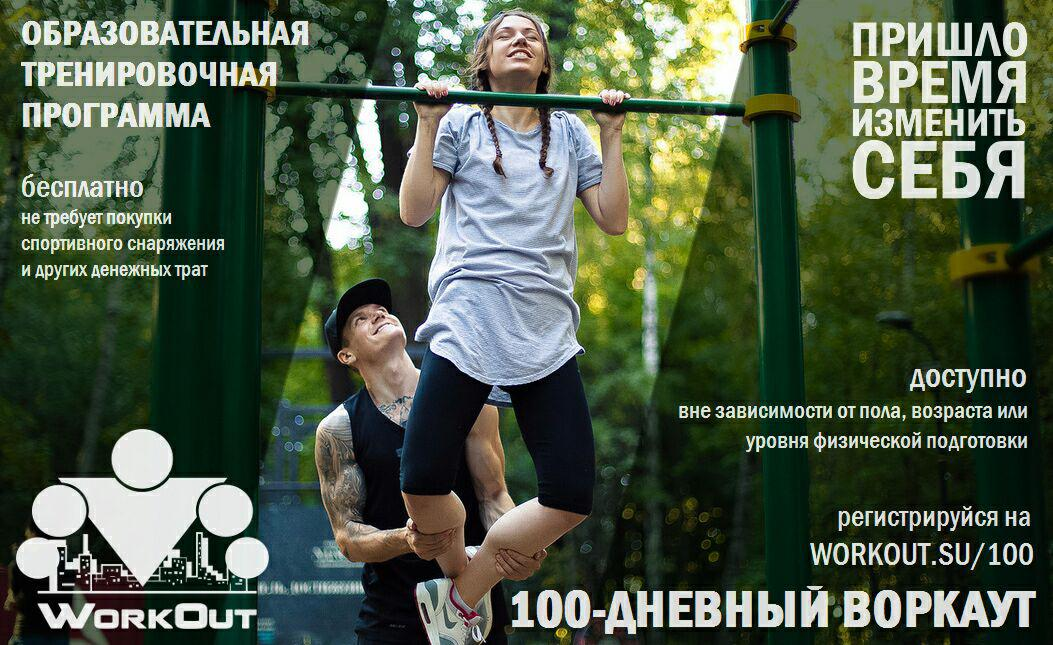 ОБРАЗОВАТЕЛЬНАЯ
ТРЕНИРОВОЧНАЯ
ПРОГРАММА
бесплатно
не требует покупки
спортивного снаряжения
и других денежных трат
ПРИШЛО
ВРЕМЯ
ИЗМЕНИТЬ
СЕБЯ
доступно
вне зависимости от пола, возраста или
уровня физической подготовки
регистрируйся на
WORKOUT.SU/100
100-ДНЕВНЫЙ ВОРКАУТ
WORKOUT